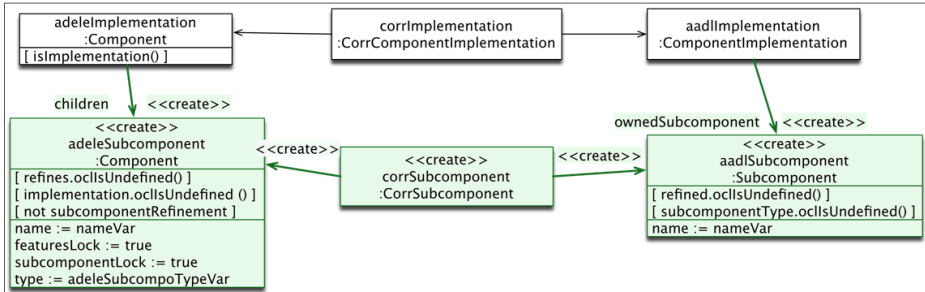 adeleImplementation
:Component
[ isImplementation() ]
corrImplementation
:CorrComponentImplementation
aadlImplementation
:ComponentImplementation
children
<<create>>
ownedSubcomponent
<<create>>
<<create>>
adeleSubcomponent
:Component
[ refines.oclIsUndefined() ]
[ implementation.oclIsUndefined () ]
[ not subcomponentRefinement ]
name := nameVar
featuresLock := true
subcomponentLock := true
type := adeleSubcompoTypeVar
<<create>>
<<create>>
corrSubcomponent
:CorrSubcomponent
<<create>>
<<create>>
aadlSubcomponent
:Subcomponent
[ refined.oclIsUndefined() ]
[ subcomponentType.oclIsUndefined() ]
name := nameVar